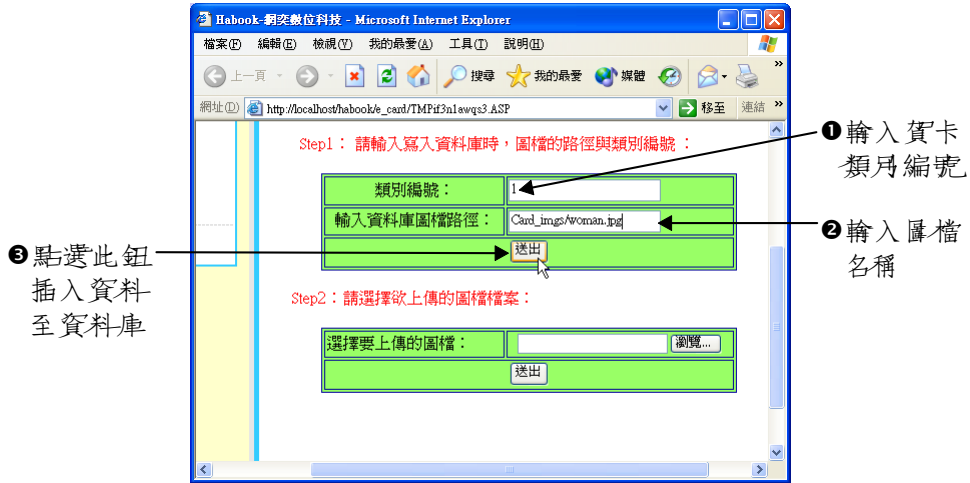 Habook-網奕數位科技 - Microsoft Internet Explorer
檔案(F) 編輯(E) 檢視(V) 我的最愛(A) 工具(T) 說明(H)
上一頁 搜尋 我的最愛 媒體 »
網址(D) http://localhost/habook/e_card/TMPif3n1awqs3.ASP 移至 連結 »
Step1： 請輸入寫入資料庫時，圖檔的路徑與類別編號：
類別編號： 1
輸入資料庫圖檔路徑： Card_imgs/woman.jpg
送出
Step2：請選擇欲上傳的圖檔檔案：
選擇要上傳的圖檔： 瀏覽...
送出
❶輸入賀卡
類別編號
❷輸入圖檔
名稱
❸點選此鈕
插入資料
至資料庫